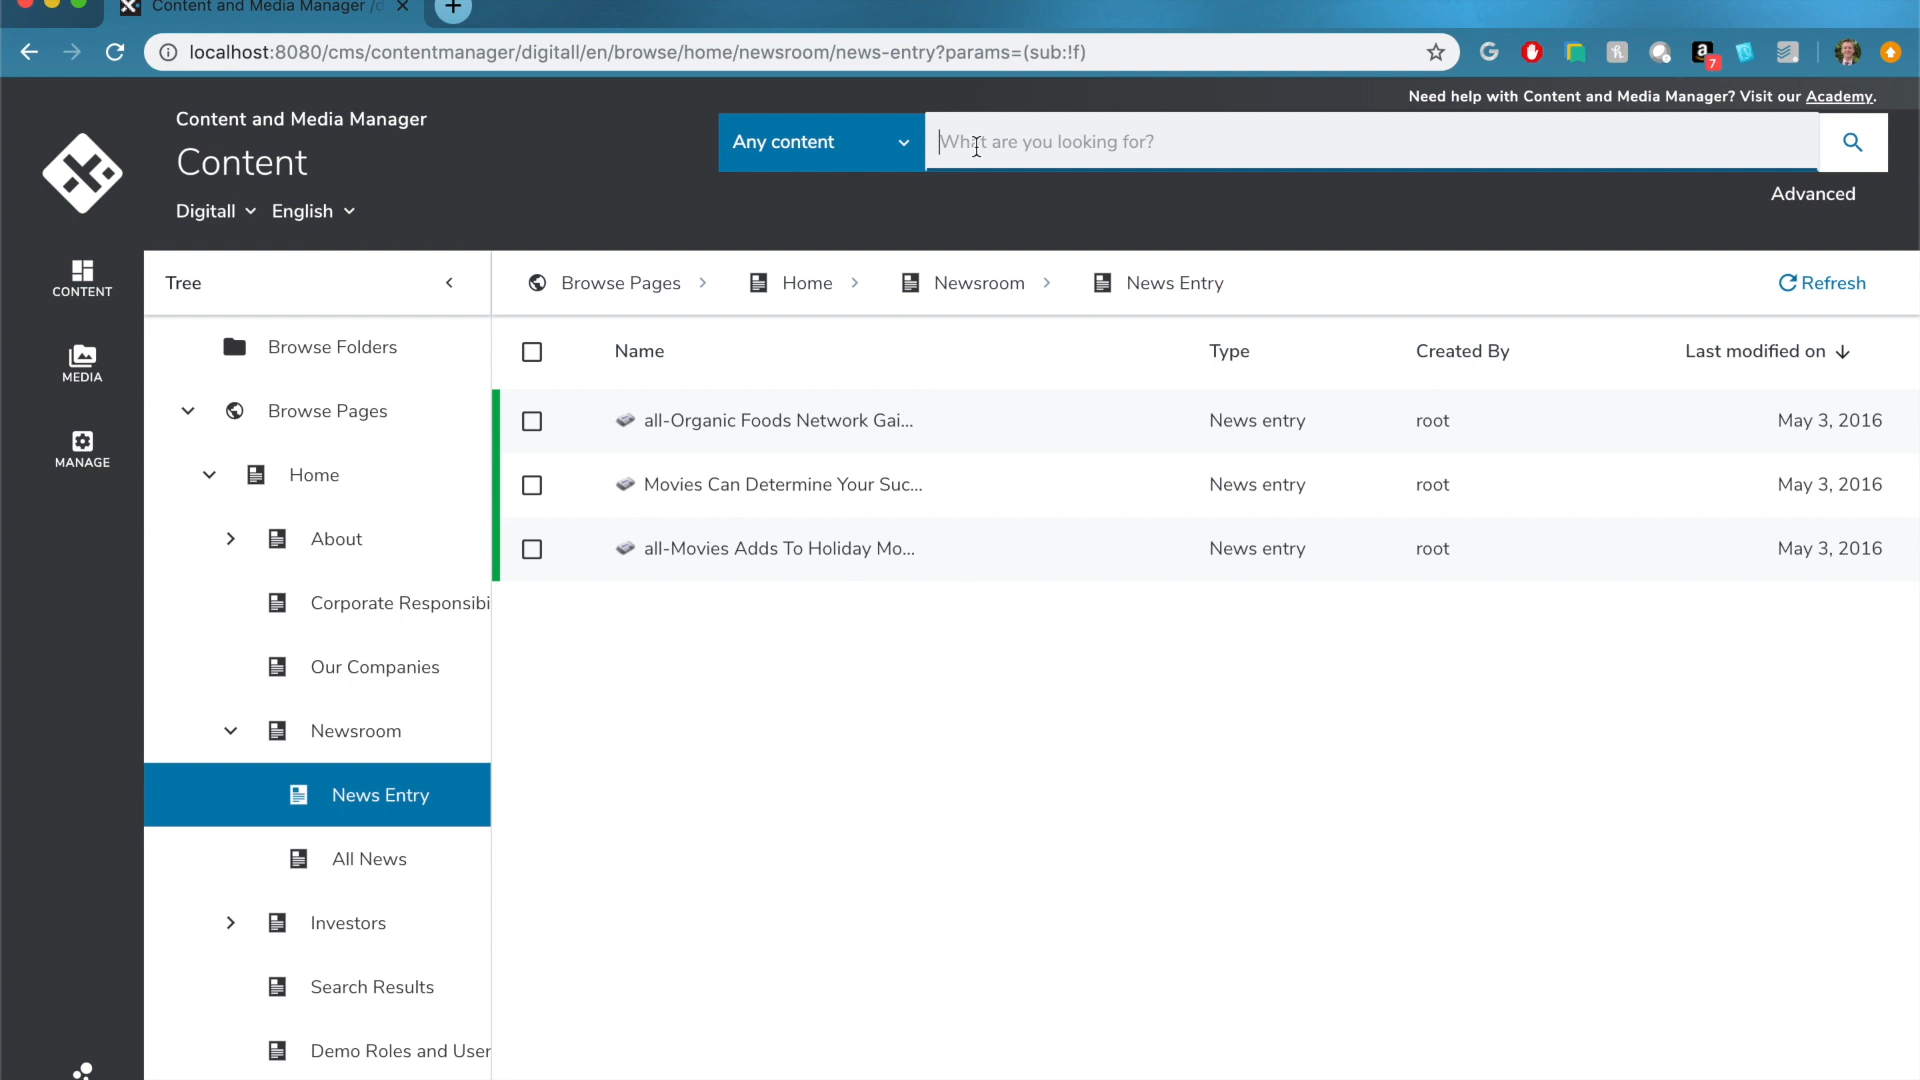 Content and Media Manager /d
localhost:8080/cms/contentmanager/digitall/en/browse/home/newsroom/news-entry?params=(sub:!f)
7
Need help with Content and Media Manager? Visit our Academy.
Content and Media Manager
Content
Digitall English
Any content
What are you looking for?
Advanced
CONTENT
MEDIA
MANAGE
Tree
Browse Folders
Browse Pages
Home
About
Corporate Responsibi
Our Companies
Newsroom
News Entry
All News
Investors
Search Results
Demo Roles and User
Browse Pages > Home > Newsroom > News Entry
Refresh
Name Type Created By Last modified on
all-Organic Foods Network Gai... News entry root May 3, 2016
Movies Can Determine Your Suc... News entry root May 3, 2016
all-Movies Adds To Holiday Mo... News entry root May 3, 2016